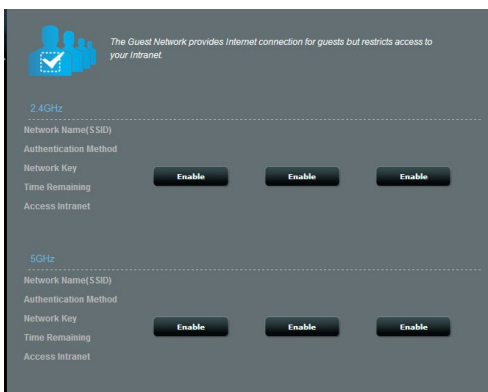 The Guest Network provides Internet connection for guests but restricts access to
your Intranet.
2.4GHz
Network Name(SSID)
Authentication Method
Network Key
Enable Enable Enable
Time Remaining
Access Intranet
5GHz
Network Name(SSID)
Authentication Method
Network Key
Enable Enable Enable
Time Remaining
Access Intranet